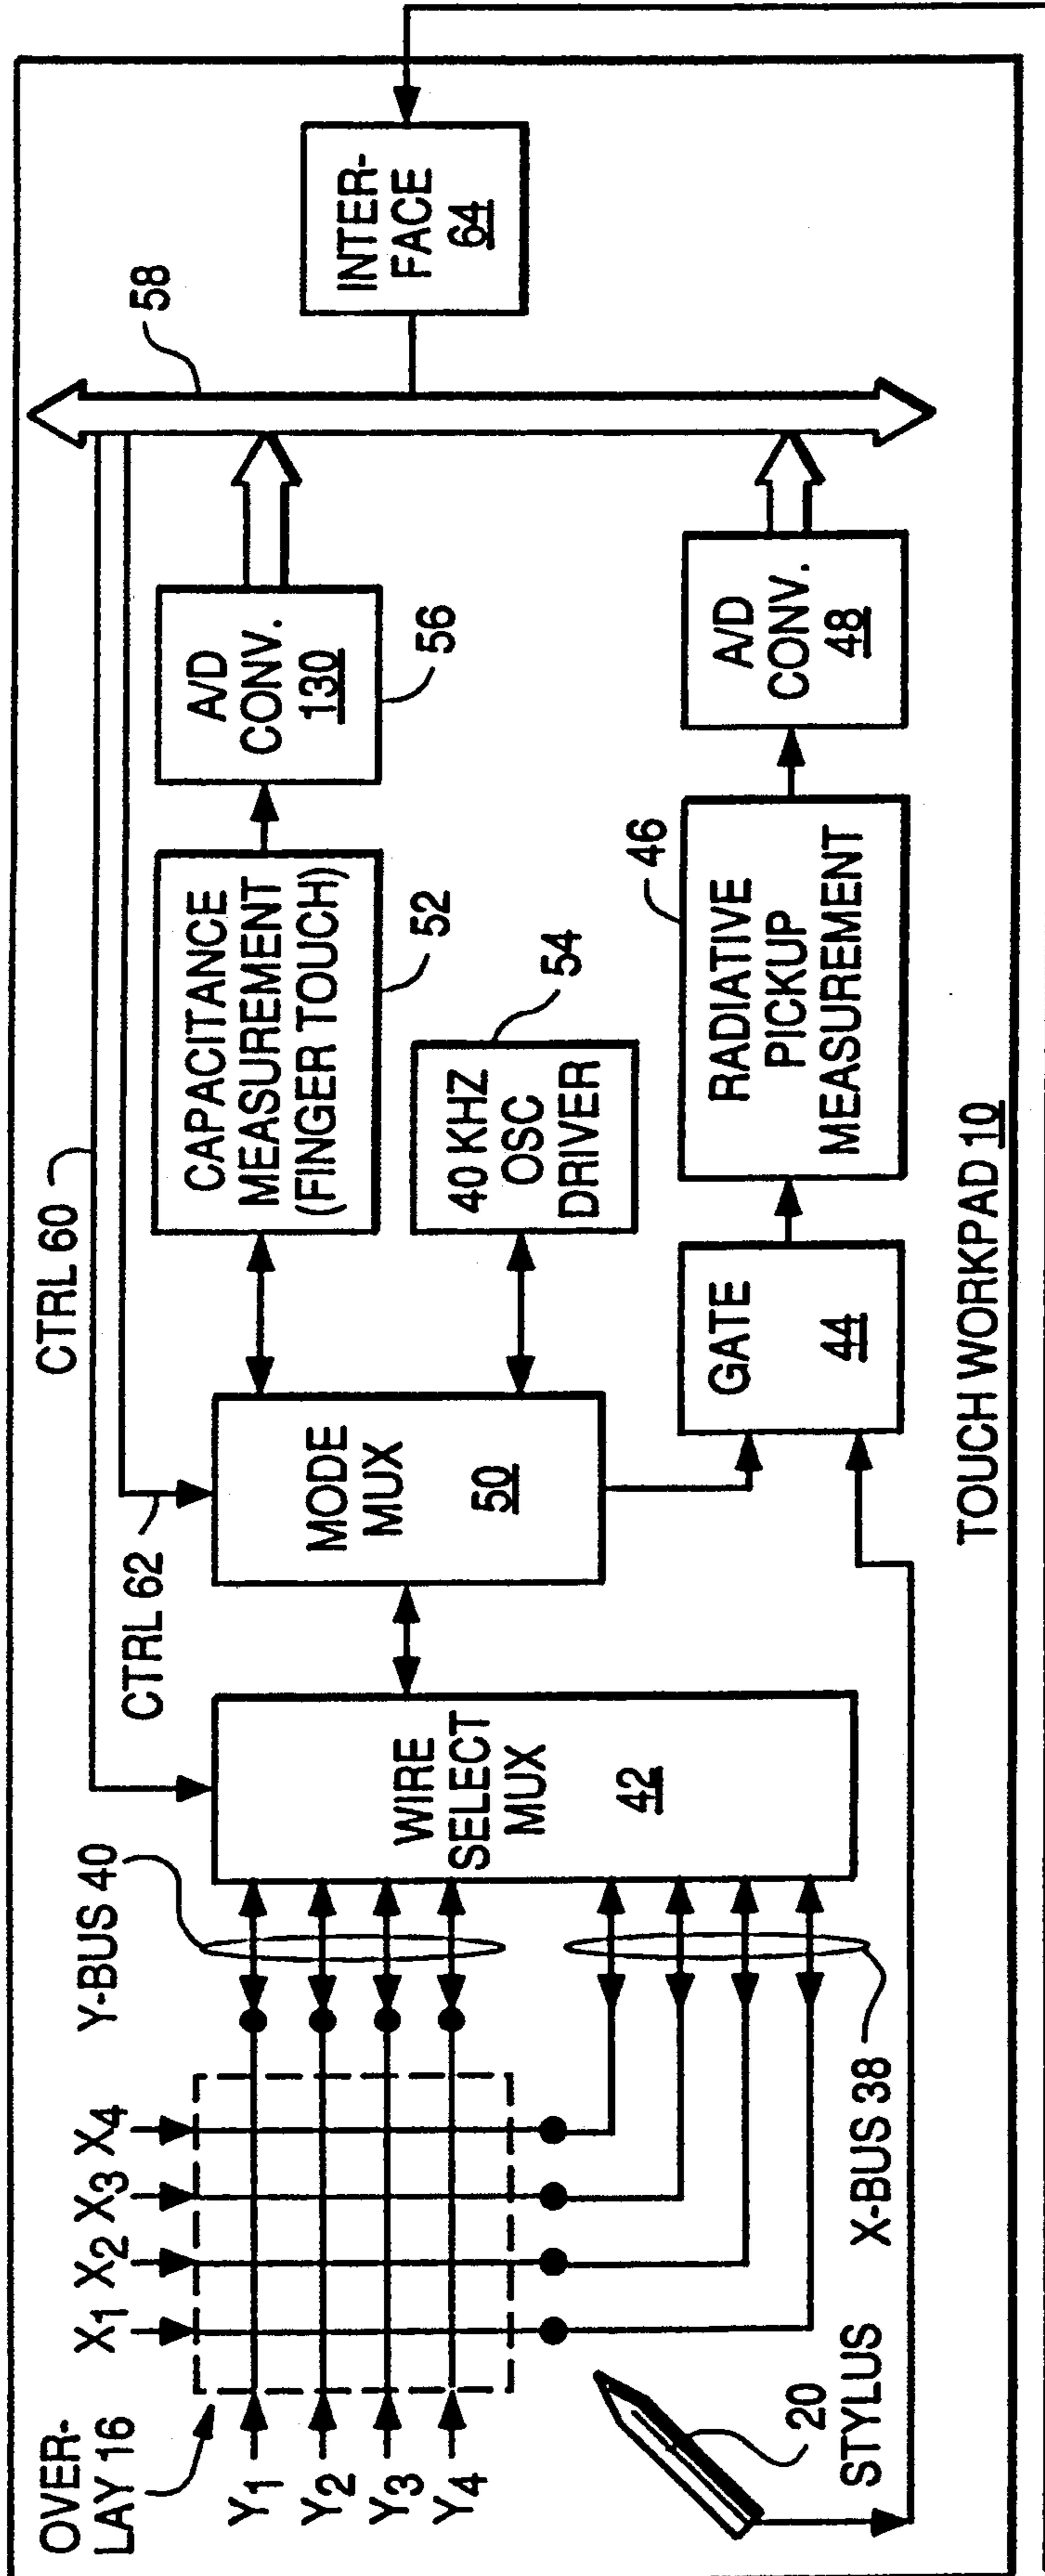 OVER-
LAY 16
X1 X2 X3 X4
Y1
Y2
Y3
Y4
Y-BUS 40
X-BUS 38
20
STYLUS
WIRE
SELECT
MUX
42
CTRL 60
CTRL 62
MODE
MUX
50
CAPACITANCE
MEASUREMENT
(FINGER TOUCH)
52
40 KHZ
OSC
DRIVER
54
GATE
44
RADIATIVE
PICKUP
MEASUREMENT
46
A/D
CONV.
130
56
A/D
CONV.
48
58
INTER-
FACE
64
TOUCH WORKPAD 10